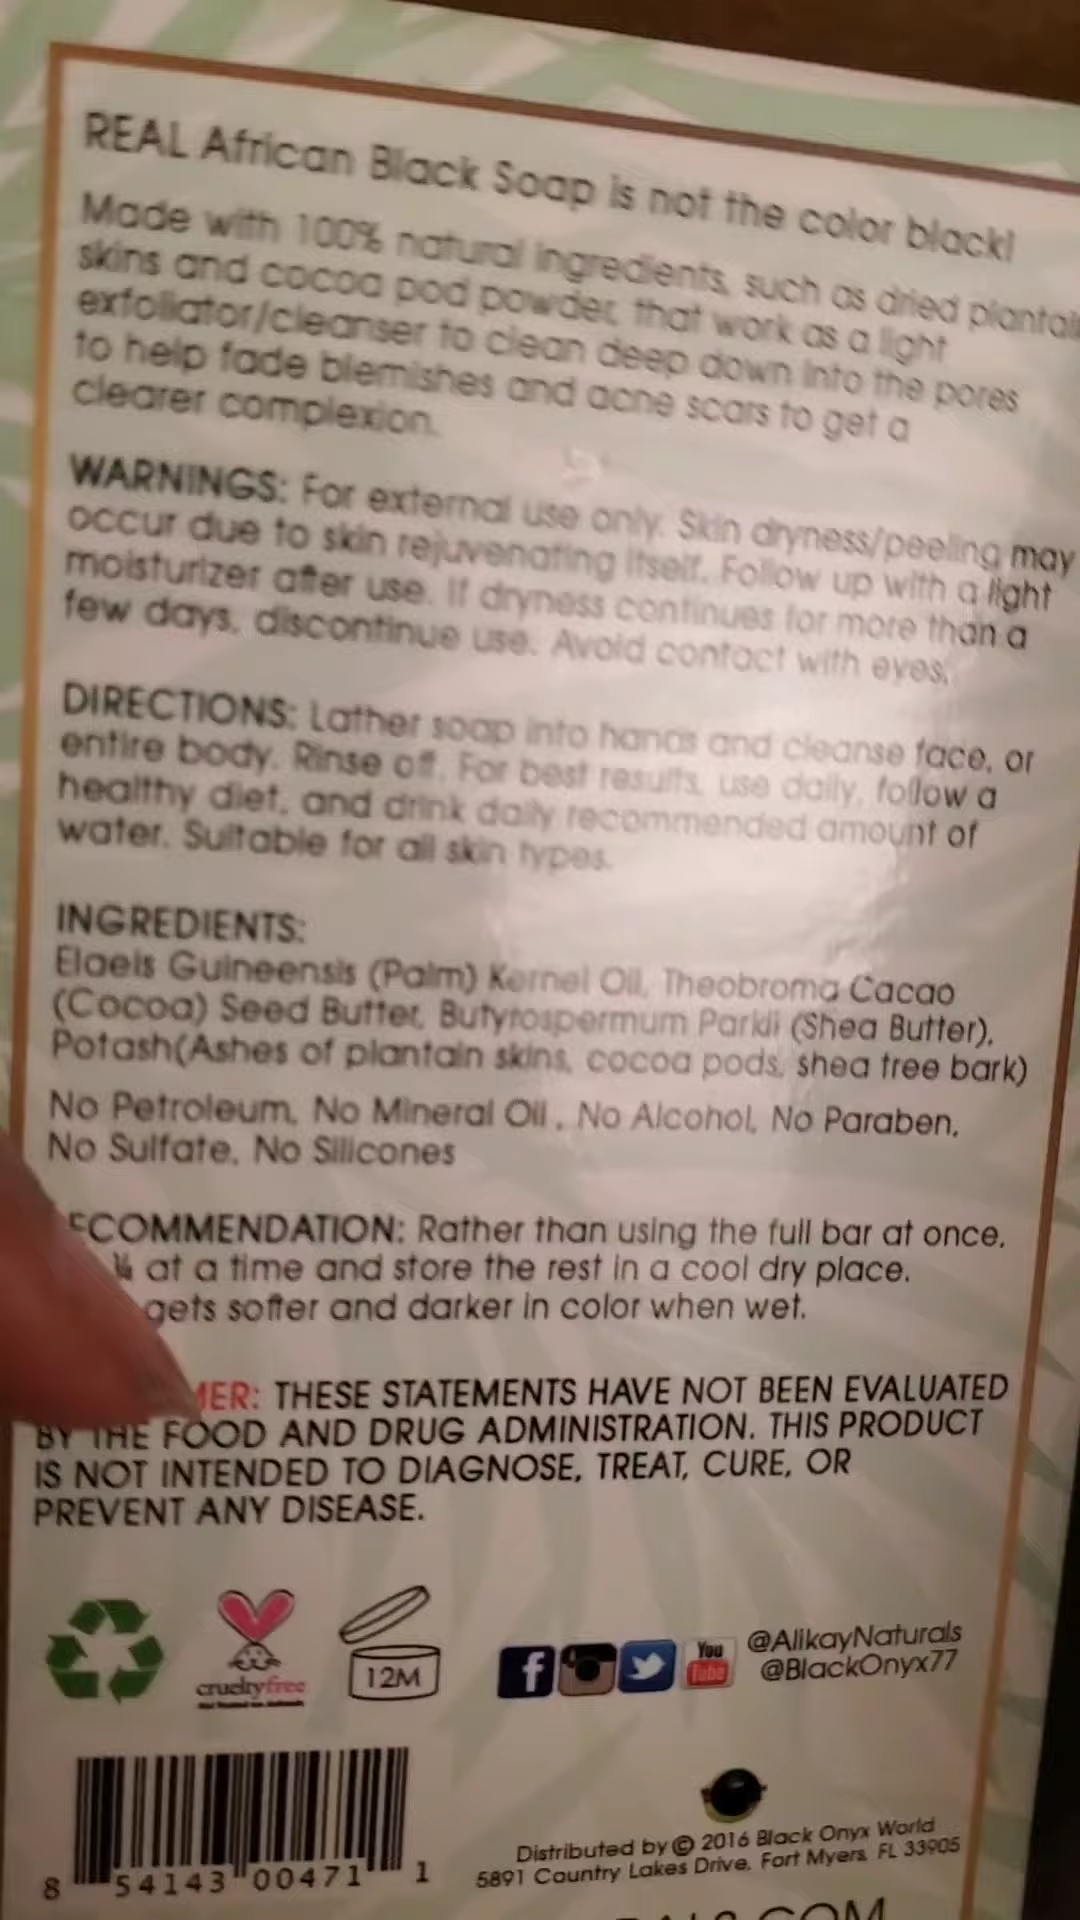 REAL African Black Soap is not the color black!
Made with 100% natural ingredients, such as dried
skins and cocoa pod powder, that work as a light
exfoliator/cleanser to clean deep down into the pores
to help fade blemishes and acne scars to get a
clearer complexion.
WARNINGS: For external use only. Skin dryness/peeling may
occur due to skin rejuvenating itself. Follow up with a light
moisturizer after use. If dryness continues for more than a
few days, discontinue use. Avoid contact with eyes.
DIRECTIONS: Lather soap into hands and cleanse face, or
entire body. Rinse off. For best results, use daily, follow a
healthy diet, and drink daily recommended amount of
water. Suitable for all skin types.
INGREDIENTS:
Elaeis Guineensis (Palm) Kernel Oil, Theobroma Cacao
(Cocoa) Seed Butter, Butyrospermum Parkii (Shea Butter),
Potash(Ashes of plantain skins, cocoa pods, shea tree bark)
No Petroleum, No Mineral Oil , No Alcohol, No Paraben,
No Sulfate, No Silicones
ECOMMENDATION: Rather than using the full bar at once,
¼ at a time and store the rest in a cool dry place.
gets softer and darker in color when wet.
MER: THESE STATEMENTS HAVE NOT BEEN EVALUATED
BY THE FOOD AND DRUG ADMINISTRATION. THIS PRODUCT
IS NOT INTENDED TO DIAGNOSE, TREAT, CURE, OR
PREVENT ANY DISEASE.
crueltyfree
12M
f
You
Tube
@AlikayNaturals
@BlackOnyx77
8 54143 00471 1
Distributed by © 2016 Black Onyx World
5891 Country Lakes Drive, Fort Myers, FL 33905
.COM